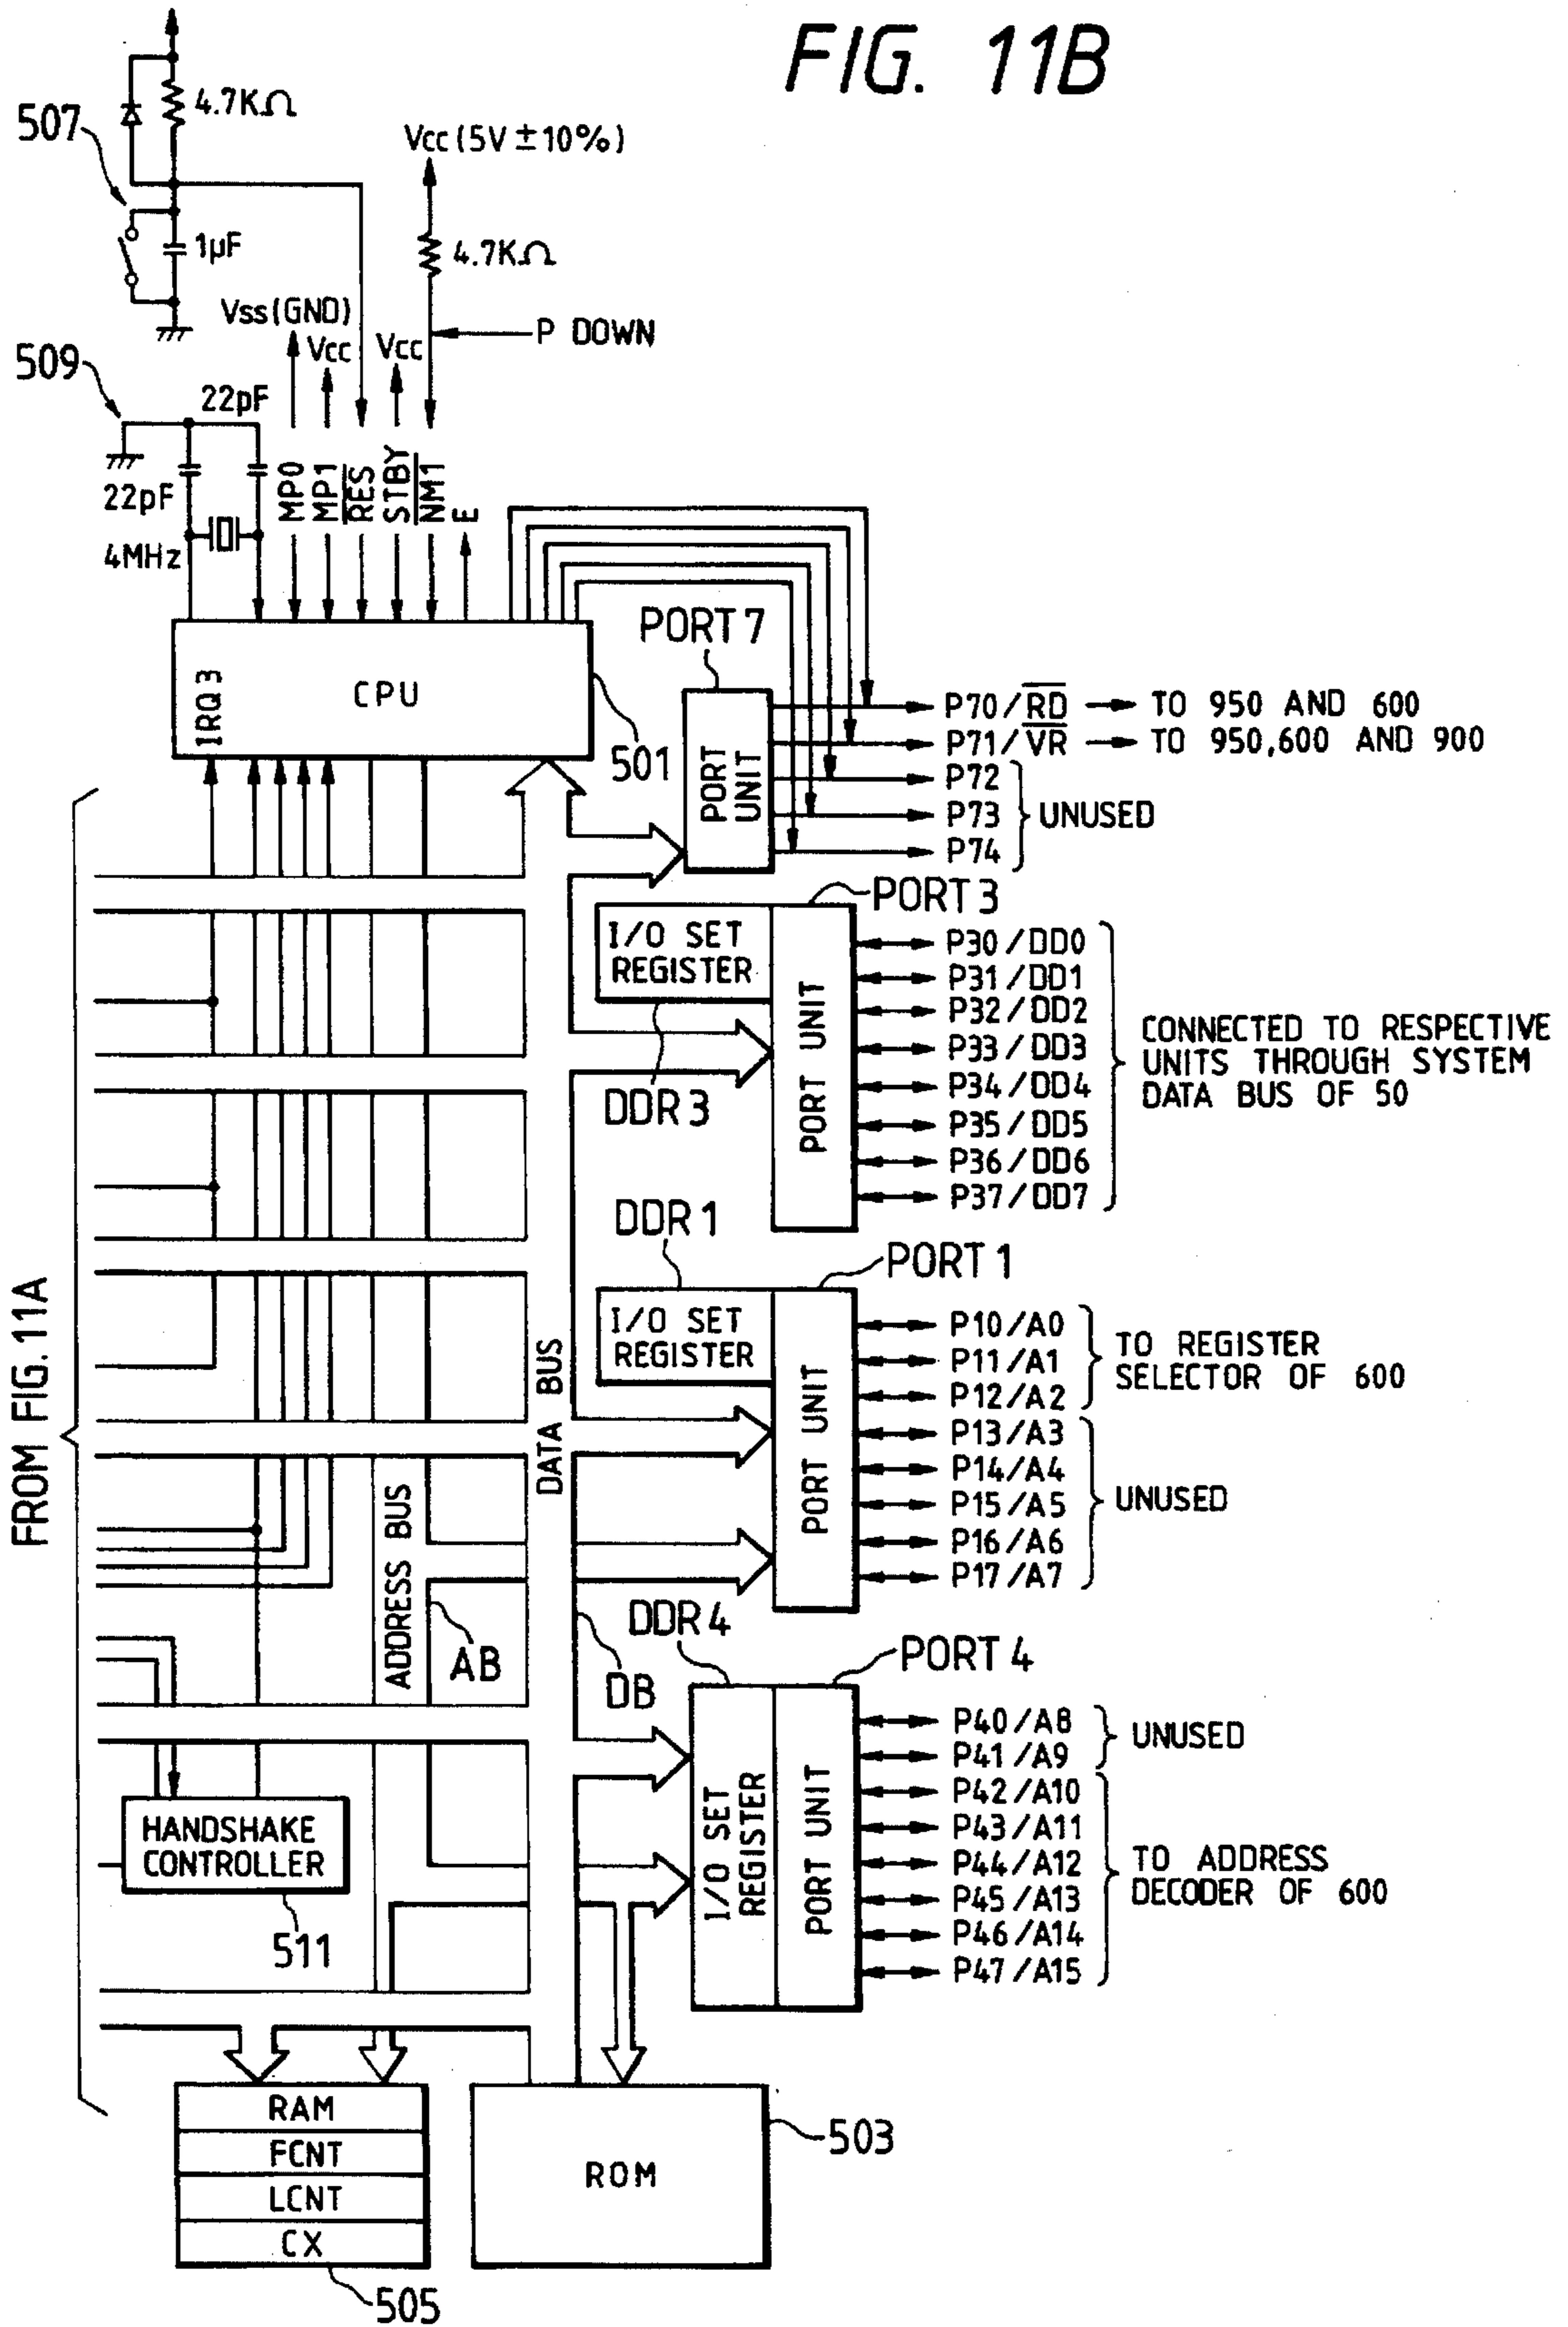 FIG. 11B
4.7KΩ
507
Vcc (5V ±10%)
1μF
4.7KΩ
Vss (GND)
Vcc
Vcc
P DOWN
509
22pF
22pF
4MHz
MP0
MP1
RES
STBY
NM1
E
PORT 7
IRQ 3
CPU
501
PORT UNIT
P70/RD → TO 950 AND 600
P71/VR → TO 950,600 AND 900
P72
P73
P74
UNUSED
PORT 3
I/O SET
REGISTER
DDR 3
PORT UNIT
P30/DD0
P31/DD1
P32/DD2
P33/DD3
P34/DD4
P35/DD5
P36/DD6
P37/DD7
CONNECTED TO RESPECTIVE
UNITS THROUGH SYSTEM
DATA BUS OF 50
DDR 1
PORT 1
I/O SET
REGISTER
PORT UNIT
P10/A0
P11/A1
P12/A2
P13/A3
P14/A4
P15/A5
P16/A6
P17/A7
TO REGISTER
SELECTOR OF 600
UNUSED
FROM FIG.11A
DATA BUS
ADDRESS BUS
AB
DB
DDR 4
PORT 4
I/O SET
REGISTER
PORT UNIT
P40/A8
P41/A9
P42/A10
P43/A11
P44/A12
P45/A13
P46/A14
P47/A15
UNUSED
TO ADDRESS
DECODER OF 600
HANDSHAKE
CONTROLLER
511
RAM
FCNT
LCNT
CX
505
ROM
503